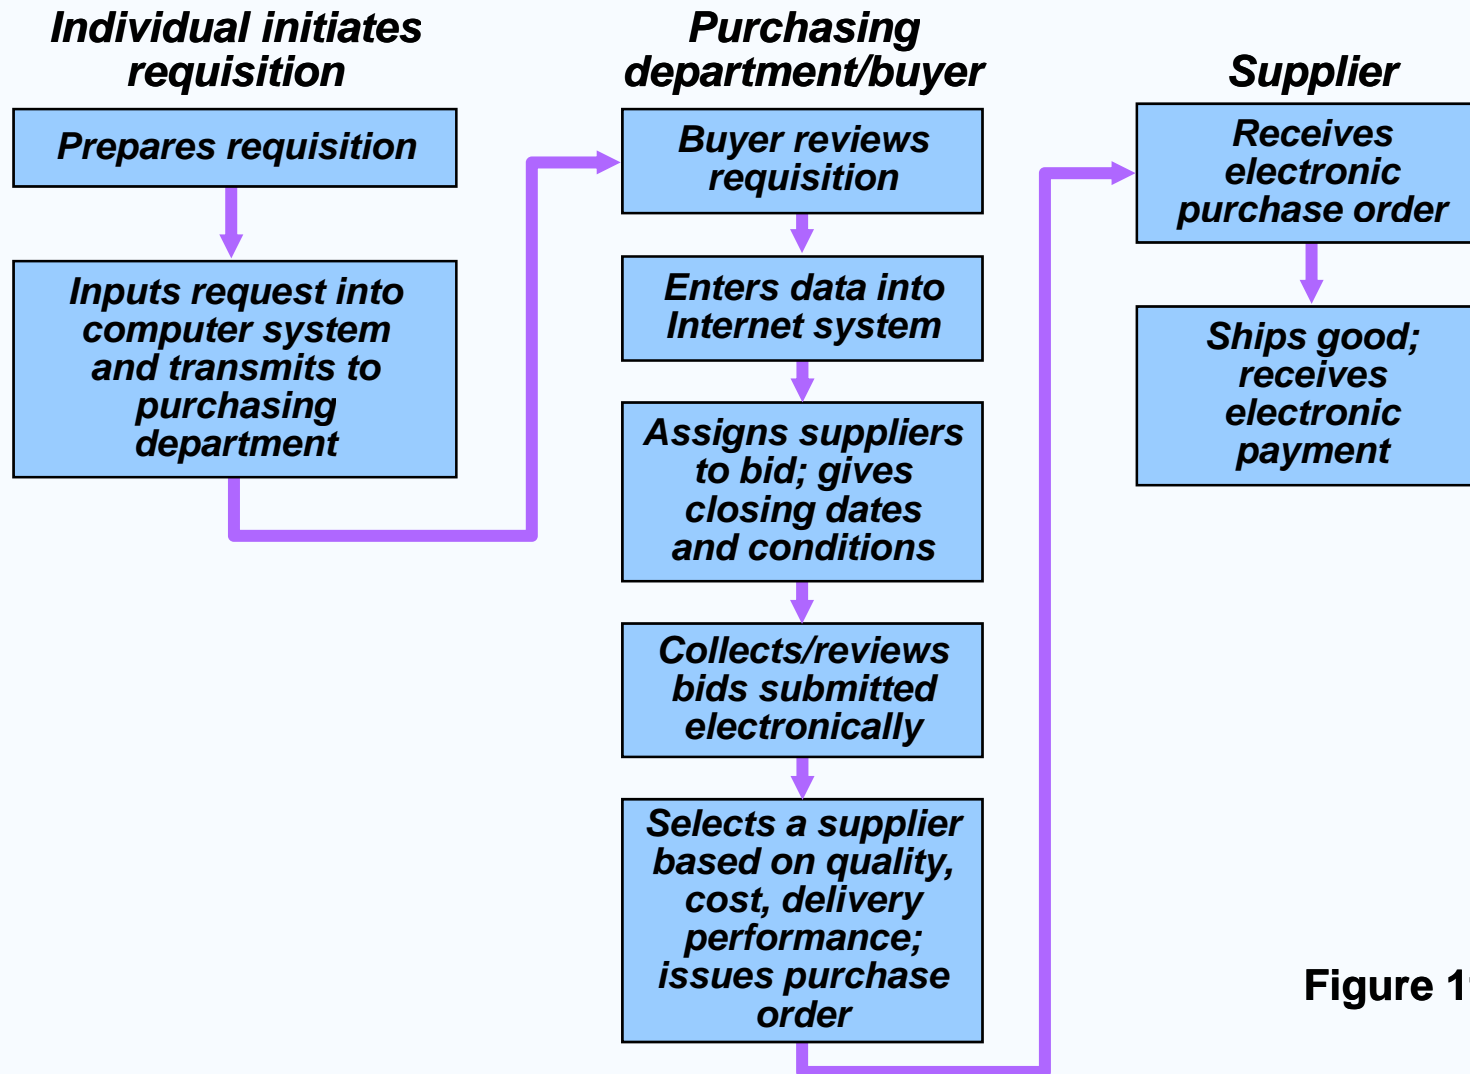 Individual initiates
requisition
Prepares requisition
Inputs request into
computer system
and transmits to
purchasing
department
Purchasing
department/buyer
Buyer reviews
requisition
Enters data into
Internet system
Assigns suppliers
to bid; gives
closing dates
and conditions
Collects/reviews
bids submitted
electronically
Selects a supplier
based on quality,
cost, delivery
performance;
issues purchase
order
Supplier
Receives
electronic
purchase order
Ships good;
receives
electronic
payment
Figure